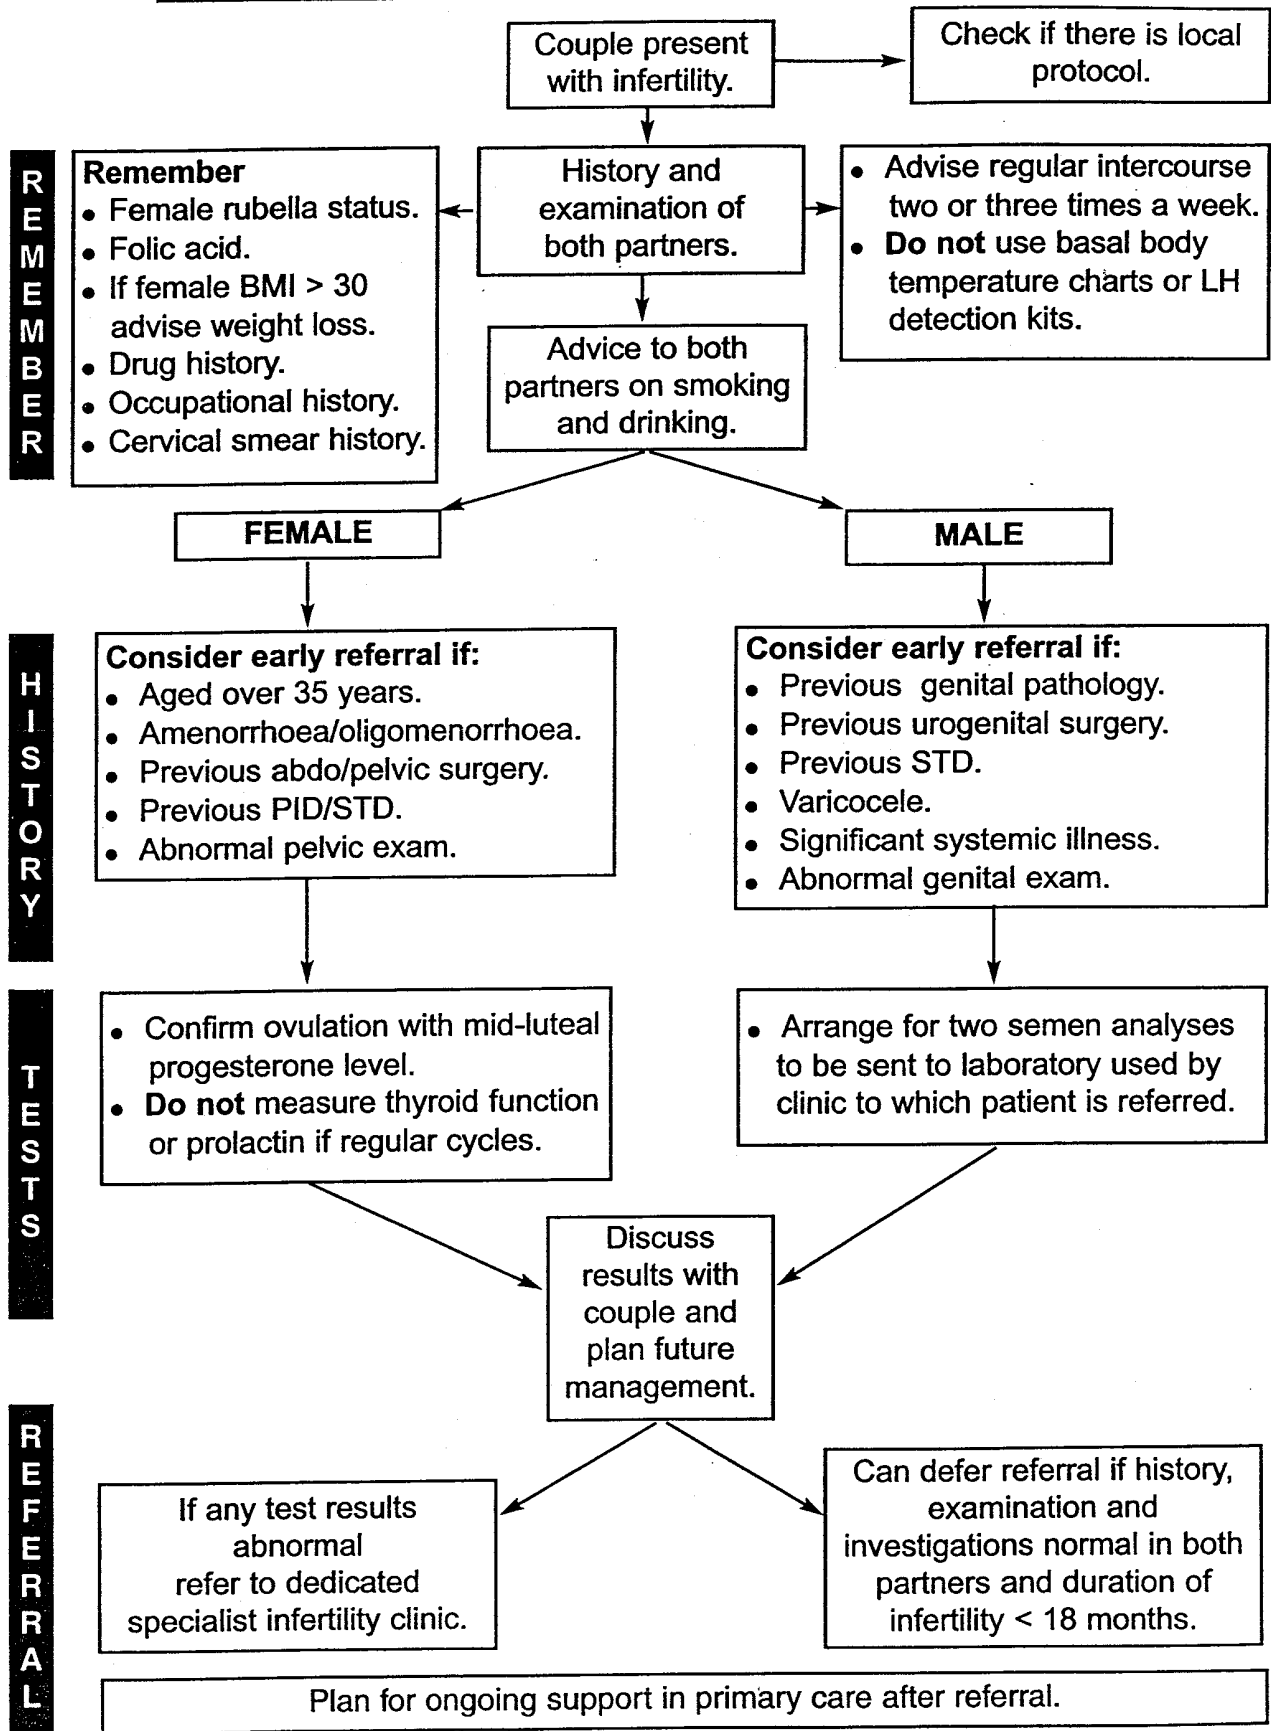 Couple present
with infertility.
Check if there is local
protocol.
REMEMBER
Remember
• Female rubella status.
• Folic acid.
• If female BMI > 30
advise weight loss.
• Drug history.
• Occupational history.
• Cervical smear history.
History and
examination of
both partners.
• Advise regular intercourse
two or three times a week.
• Do not use basal body
temperature charts or LH
detection kits.
Advice to both
partners on smoking
and drinking.
FEMALE
MALE
HISTORY
Consider early referral if:
• Aged over 35 years.
• Amenorrhoea/oligomenorrhoea.
• Previous abdo/pelvic surgery.
• Previous PID/STD.
• Abnormal pelvic exam.
Consider early referral if:
• Previous genital pathology.
• Previous urogenital surgery.
• Previous STD.
• Varicocele.
• Significant systemic illness.
• Abnormal genital exam.
TESTS
• Confirm ovulation with mid-luteal
progesterone level.
• Do not measure thyroid function
or prolactin if regular cycles.
• Arrange for two semen analyses
to be sent to laboratory used by
clinic to which patient is referred.
Discuss
results with
couple and
plan future
management.
REFERRAL
If any test results
abnormal
refer to dedicated
specialist infertility clinic.
Can defer referral if history,
examination and
investigations normal in both
partners and duration of
infertility < 18 months.
Plan for ongoing support in primary care after referral.